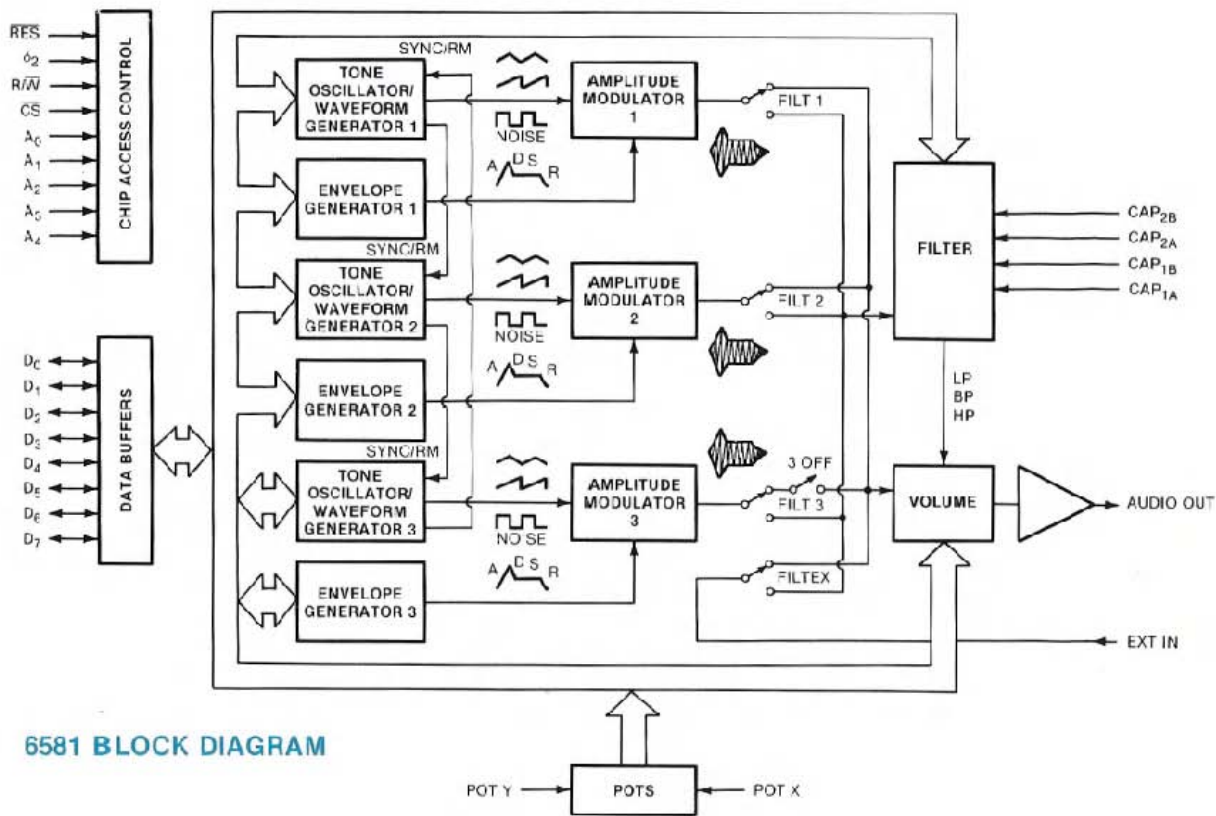 RES
ϕ2
R/W
CS
A0
A1
A2
A3
A4
CHIP ACCESS CONTROL
D0
D1
D2
D3
D4
D5
D6
D7
DATA BUFFERS
SYNC/RM
TONE
OSCILLATOR/
WAVEFORM
GENERATOR 1
NOISE
A D S R
AMPLITUDE
MODULATOR
1
FILT 1
ENVELOPE
GENERATOR 1
SYNC/RM
TONE
OSCILLATOR/
WAVEFORM
GENERATOR 2
NOISE
A D S R
AMPLITUDE
MODULATOR
2
FILT 2
ENVELOPE
GENERATOR 2
SYNC/RM
TONE
OSCILLATOR/
WAVEFORM
GENERATOR 3
NOISE
A D S R
AMPLITUDE
MODULATOR
3
3 OFF
FILT 3
ENVELOPE
GENERATOR 3
FILTEX
FILTER
CAP2B
CAP2A
CAP1B
CAP1A
LP
BP
HP
VOLUME
AUDIO OUT
EXT IN
6581 BLOCK DIAGRAM
POT Y
POTS
POT X